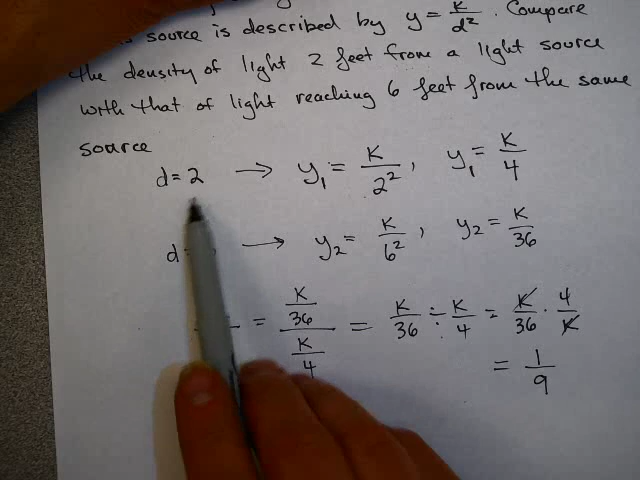 source is described by y = K/d². Compare
the density of light 2 feet from a light source
with that of light reaching 6 feet from the same
source
d = 2 → y₁ = K/2², y₁ = K/4
d = → y₂ = K/6², y₂ = K/36
= (K/36)/(K/4) = K/36 ÷ K/4 = K/36 · 4/K
= 1/9